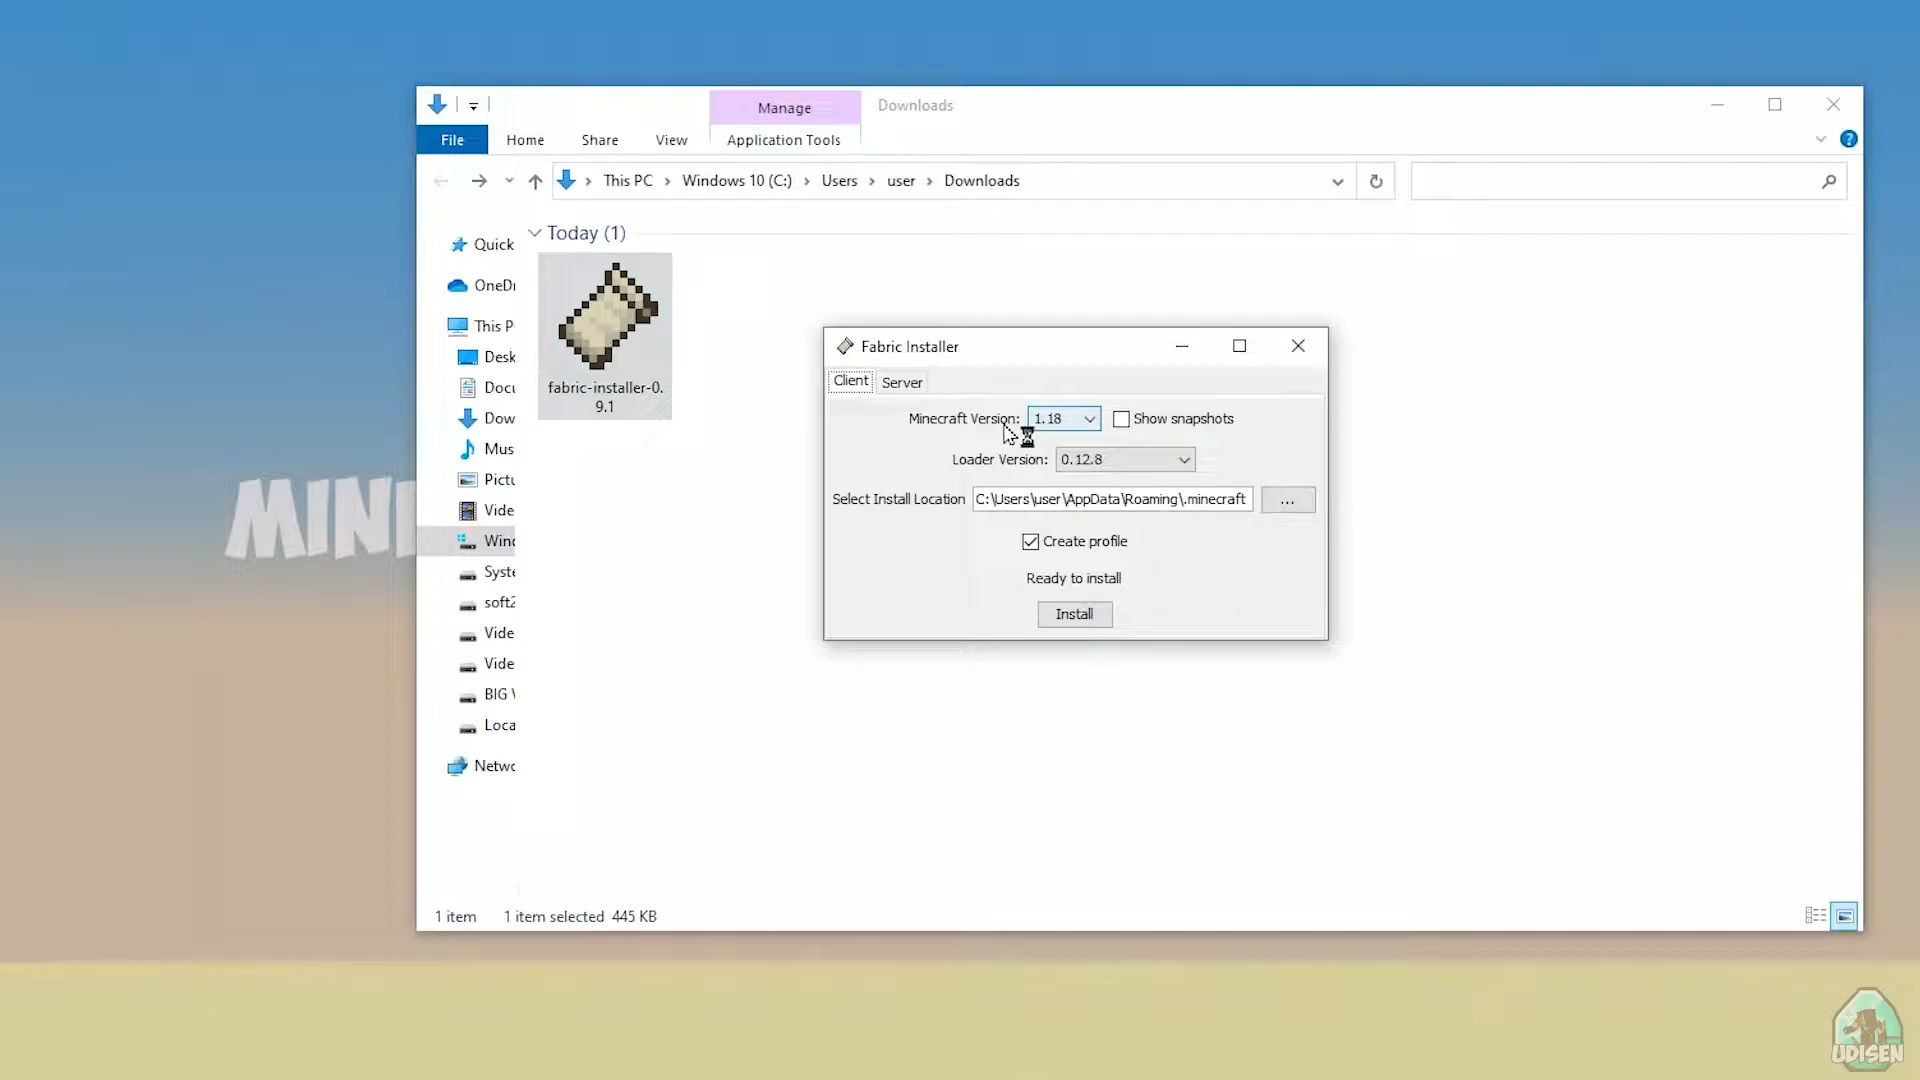 Manage
Downloads
File
Home
Share
View
Application Tools
This PC
Windows 10 (C:)
Users
user
Downloads
Today (1)
Quick
OneDr
This P
Desk
Docu
Dow
Mus
Pictu
Vide
Wind
Syste
soft2
Vide
Vide
BIG
Loca
Netwo
fabric-installer-0.
9.1
Fabric Installer
Client
Server
Minecraft Version:
1.18
Show snapshots
Loader Version:
0.12.8
Select Install Location
C:\Users\user\AppData\Roaming\.minecraft
...
Create profile
Ready to install
Install
MIN
1 item
1 item selected 445 KB
UDISEN